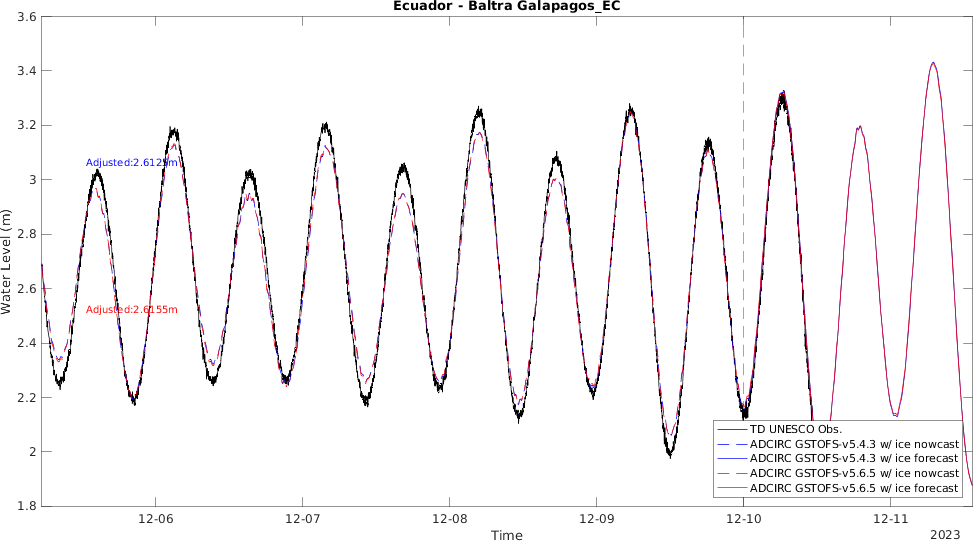 Ecuador - Baltra Galapagos_EC
3.6
3.4
3.2
3
2.8
2.6
2.4
2.2
2
1.8
Water Level (m)
Adjusted:2.6125m
Adjusted:2.6155m
TD UNESCO Obs.
ADCIRC GSTOFS-v5.4.3 w/ ice nowcast
ADCIRC GSTOFS-v5.4.3 w/ ice forecast
ADCIRC GSTOFS-v5.6.5 w/ ice nowcast
ADCIRC GSTOFS-v5.6.5 w/ ice forecast
12-06
12-07
12-08
12-09
12-10
12-11
Time
2023